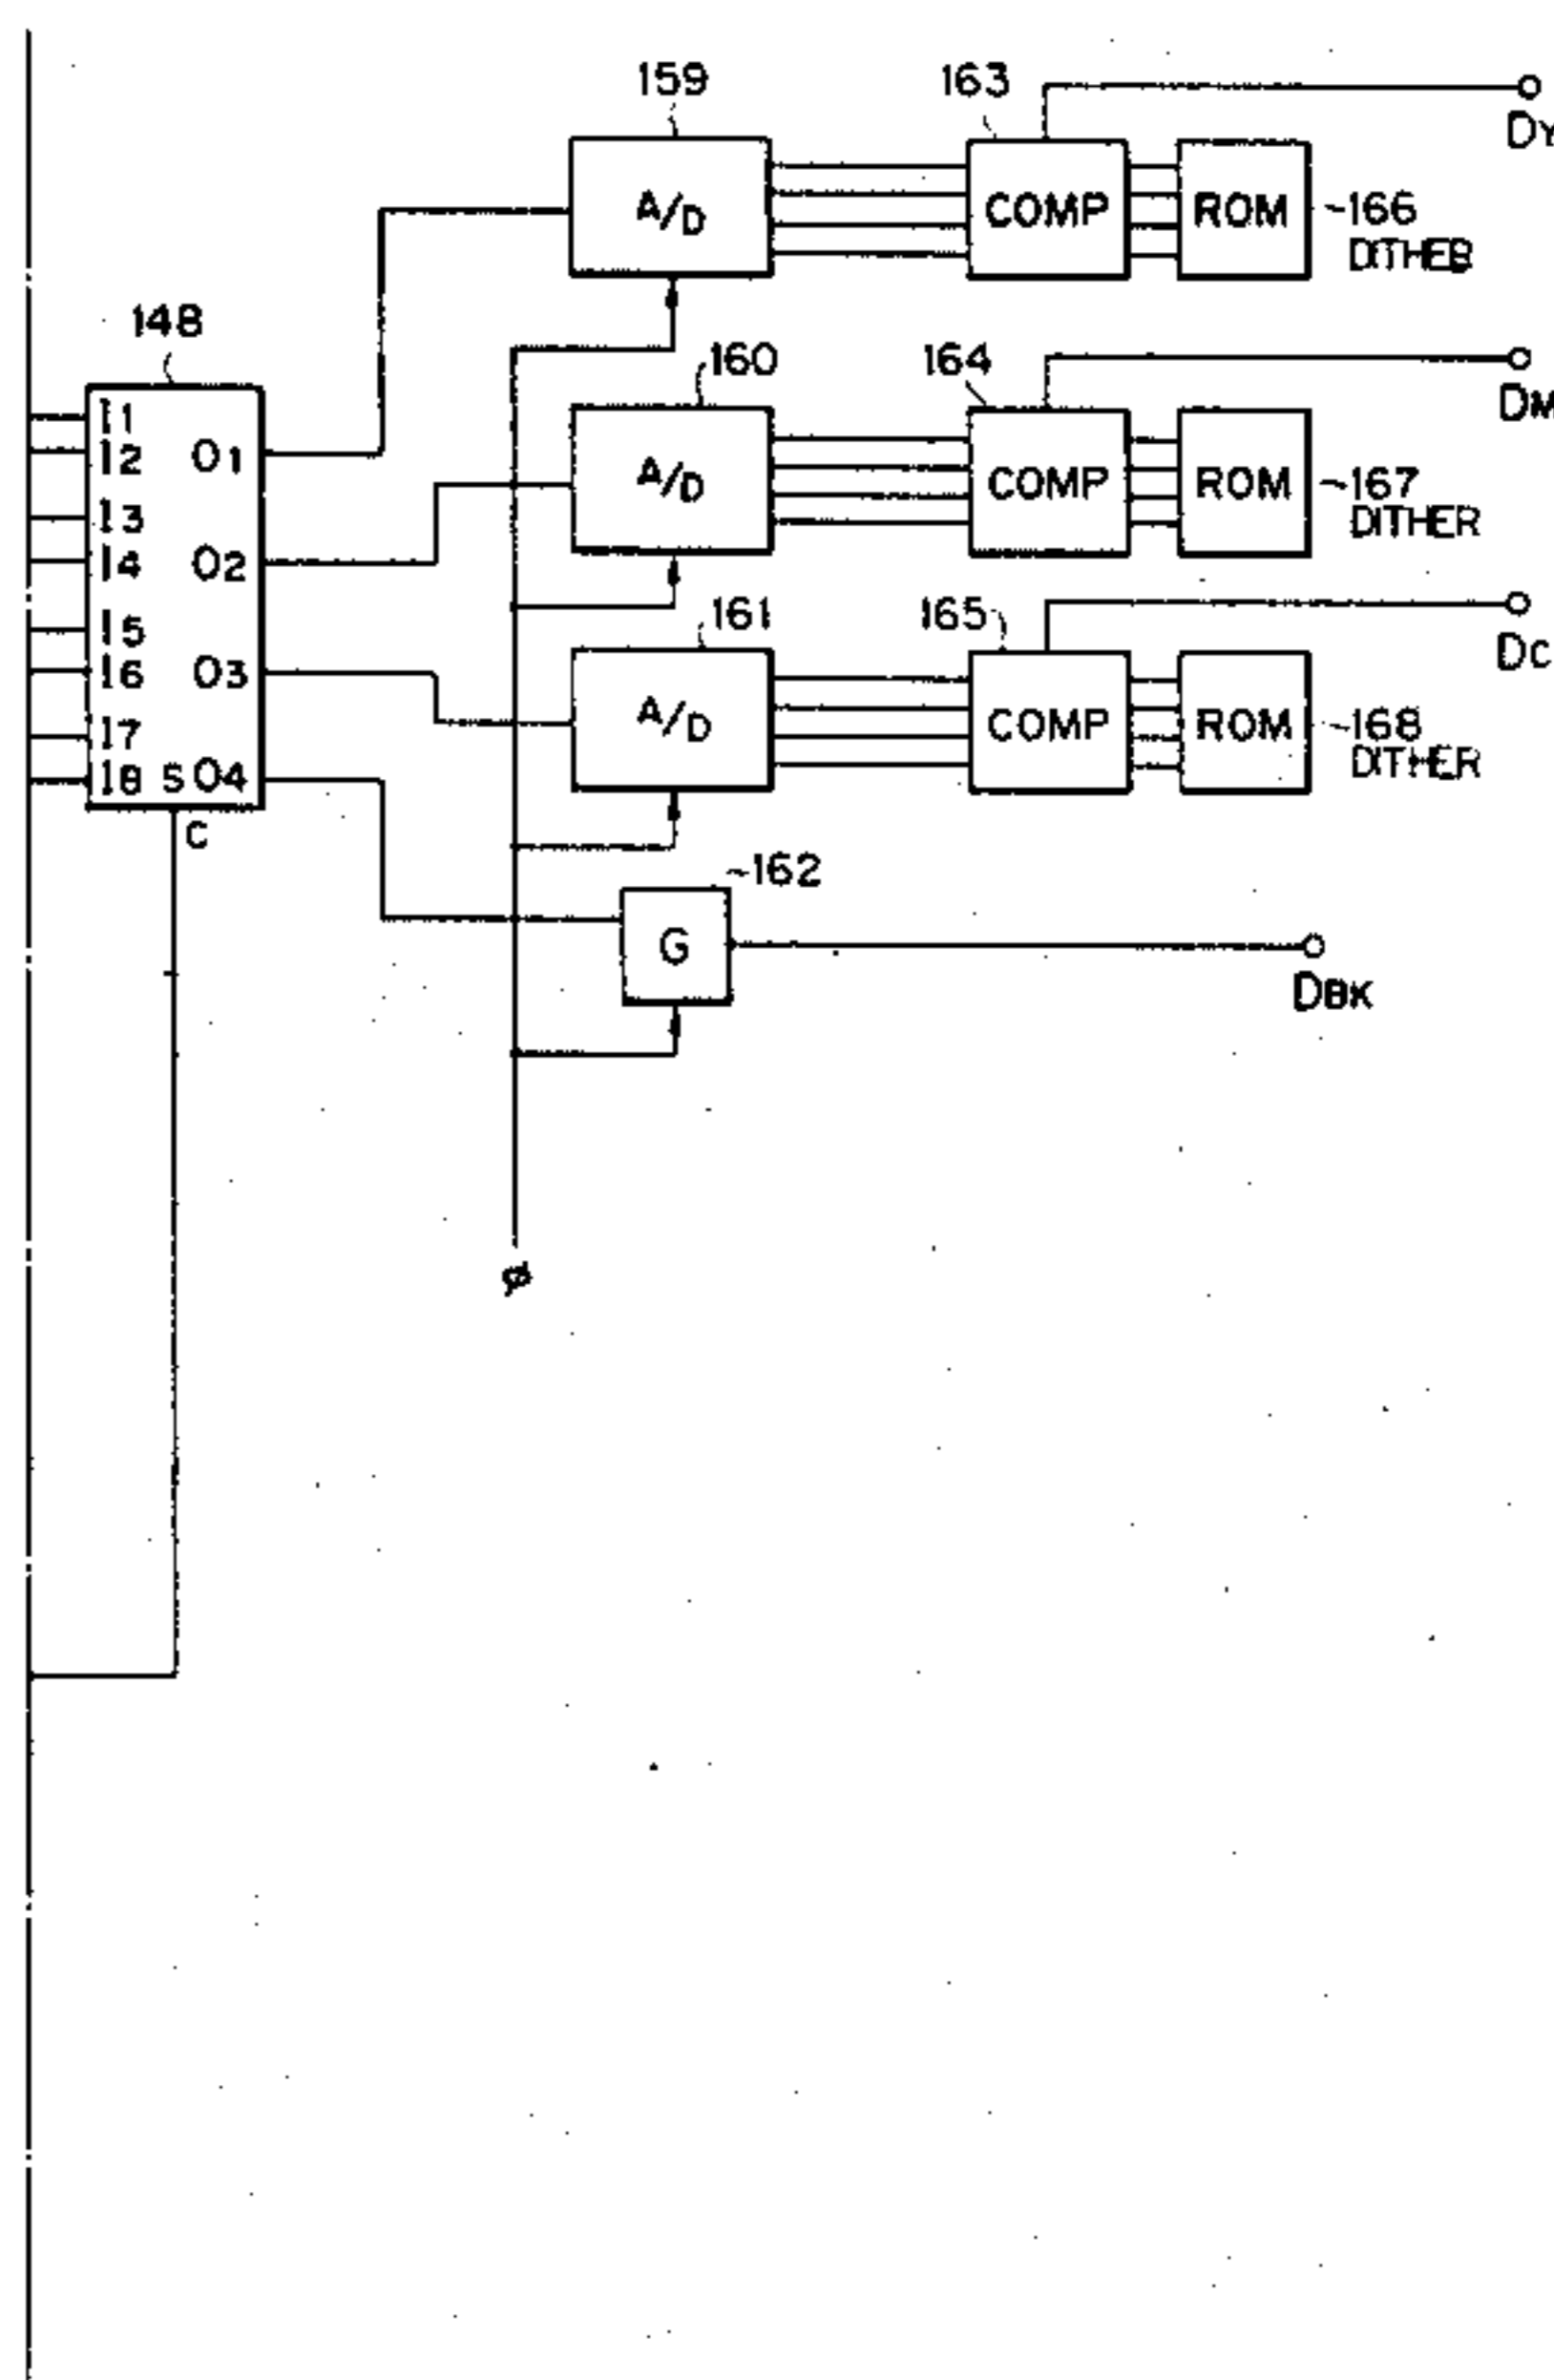 159
163
DY
A/D
COMP
ROM
166
DITHER
148
160
164
DM
I1
I2
O1
A/D
COMP
ROM
167
DITHER
I3
I4
O2
161
165
DC
I5
I6
O3
A/D
COMP
ROM
168
DITHER
I7
I8
S
O4
C
162
G
DBK
ø